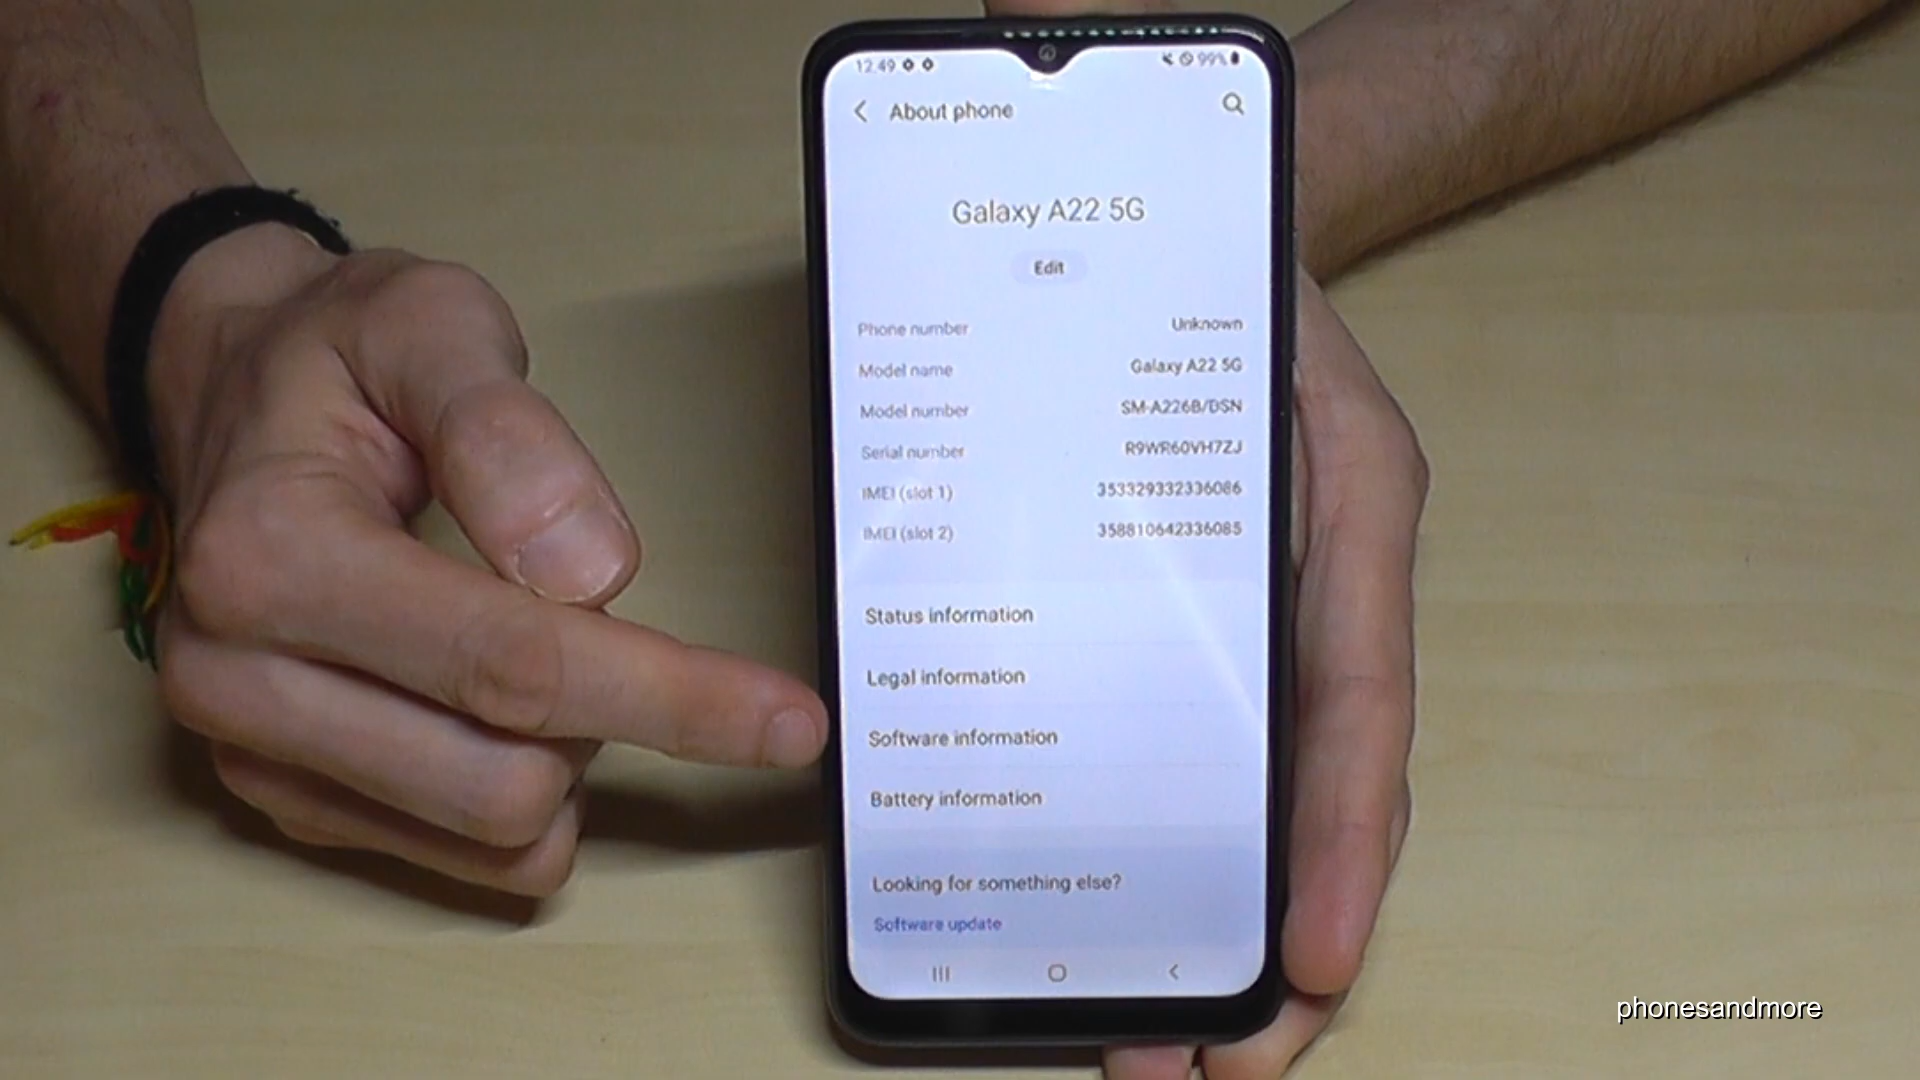 12:49 99%
About phone
Galaxy A22 5G
Edit
Phone number Unknown
Model name Galaxy A22 5G
Model number SM-A226B/DSN
Serial number R9WR60VH7ZJ
IMEI (slot 1) 353329332336086
IMEI (slot 2) 358810642336085
Status information
Legal information
Software information
Battery information
Looking for something else?
Software update
phonesandmore